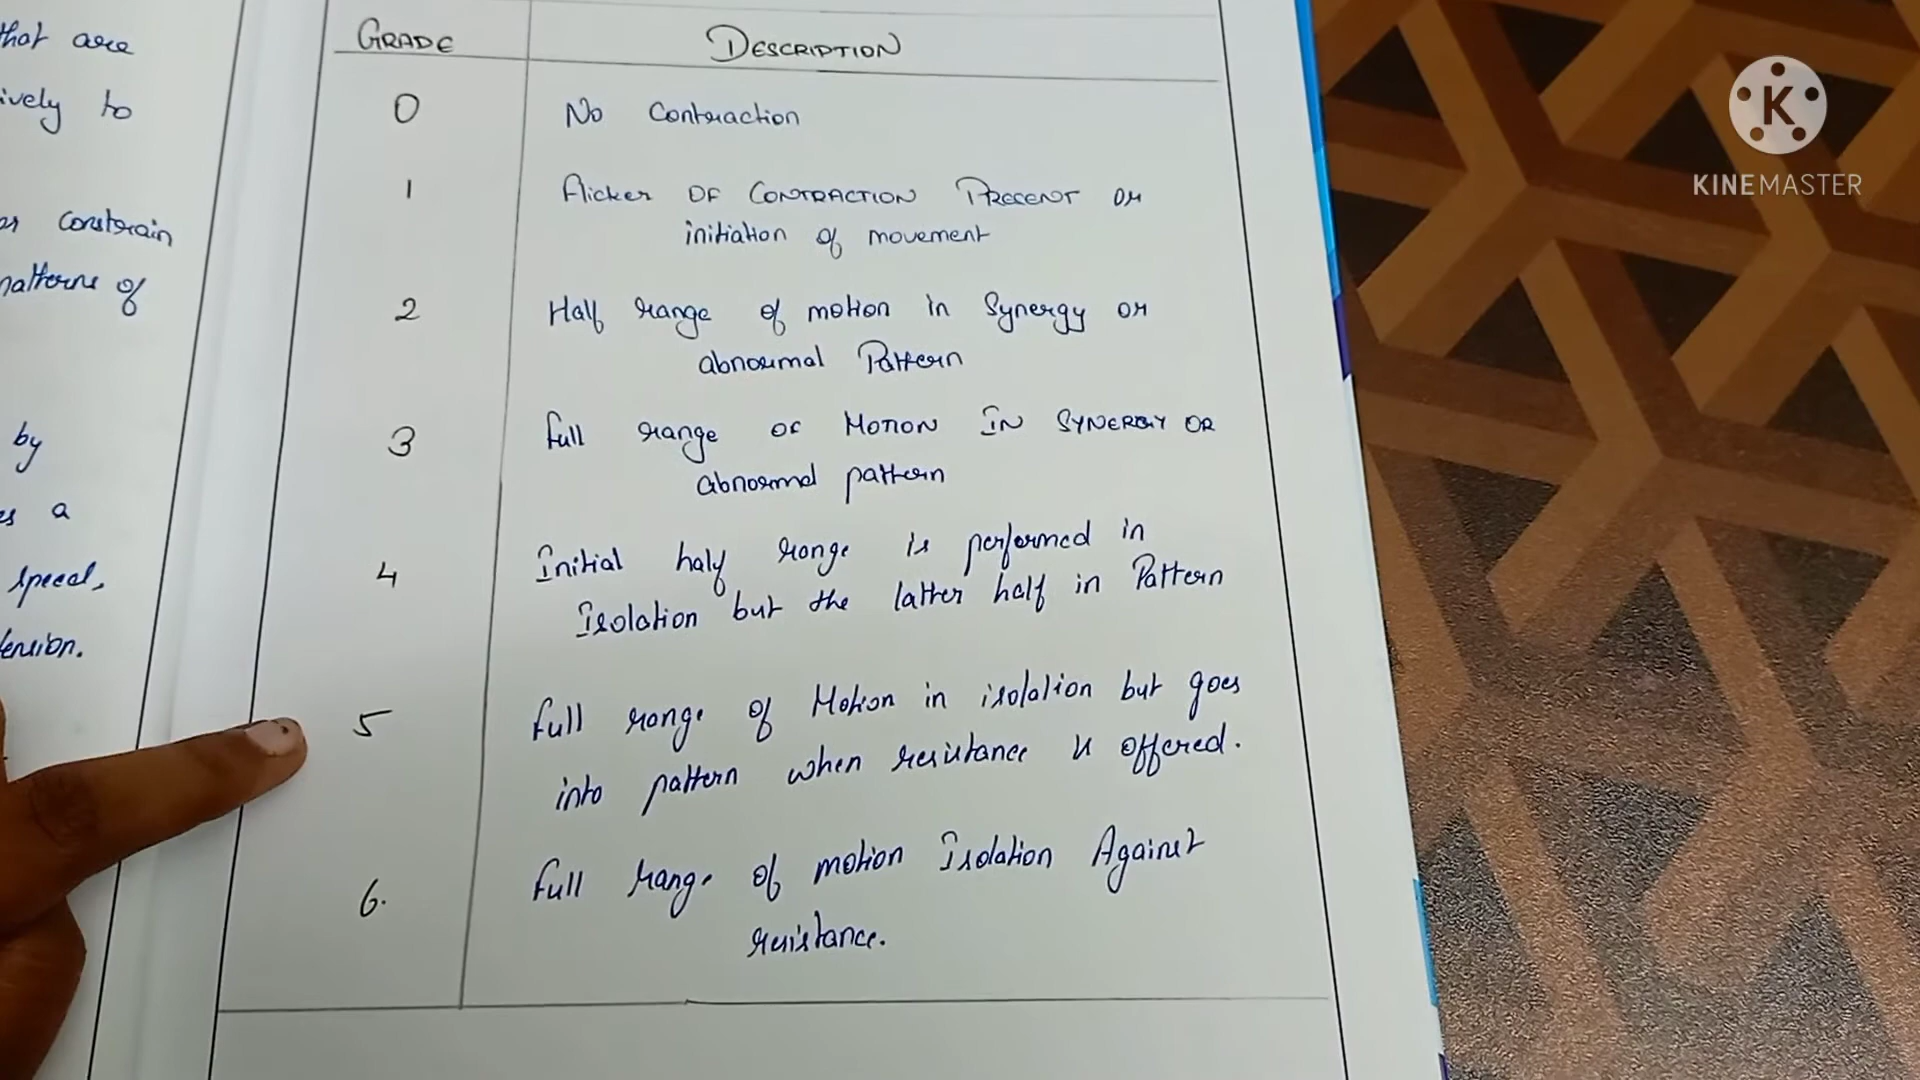 that are
ively to
constrain
patterns of
by
es a
speed,
GRADE DESCRIPTION
0 No Contraction
1 flicker OF CONTRACTION PRESENT OR
initiation of movement
2 Half range of motion in Synergy or
abnormal Pattern
3 full range OF MOTION IN SYNERGY OR
abnormal pattern
4 Initial half range is performed in
Isolation but the latter half in Pattern
5 full range of Motion in isolation but goes
into pattern when resistance is offered.
6. full range of motion Isolation Against
resistance.
K
KINEMASTER